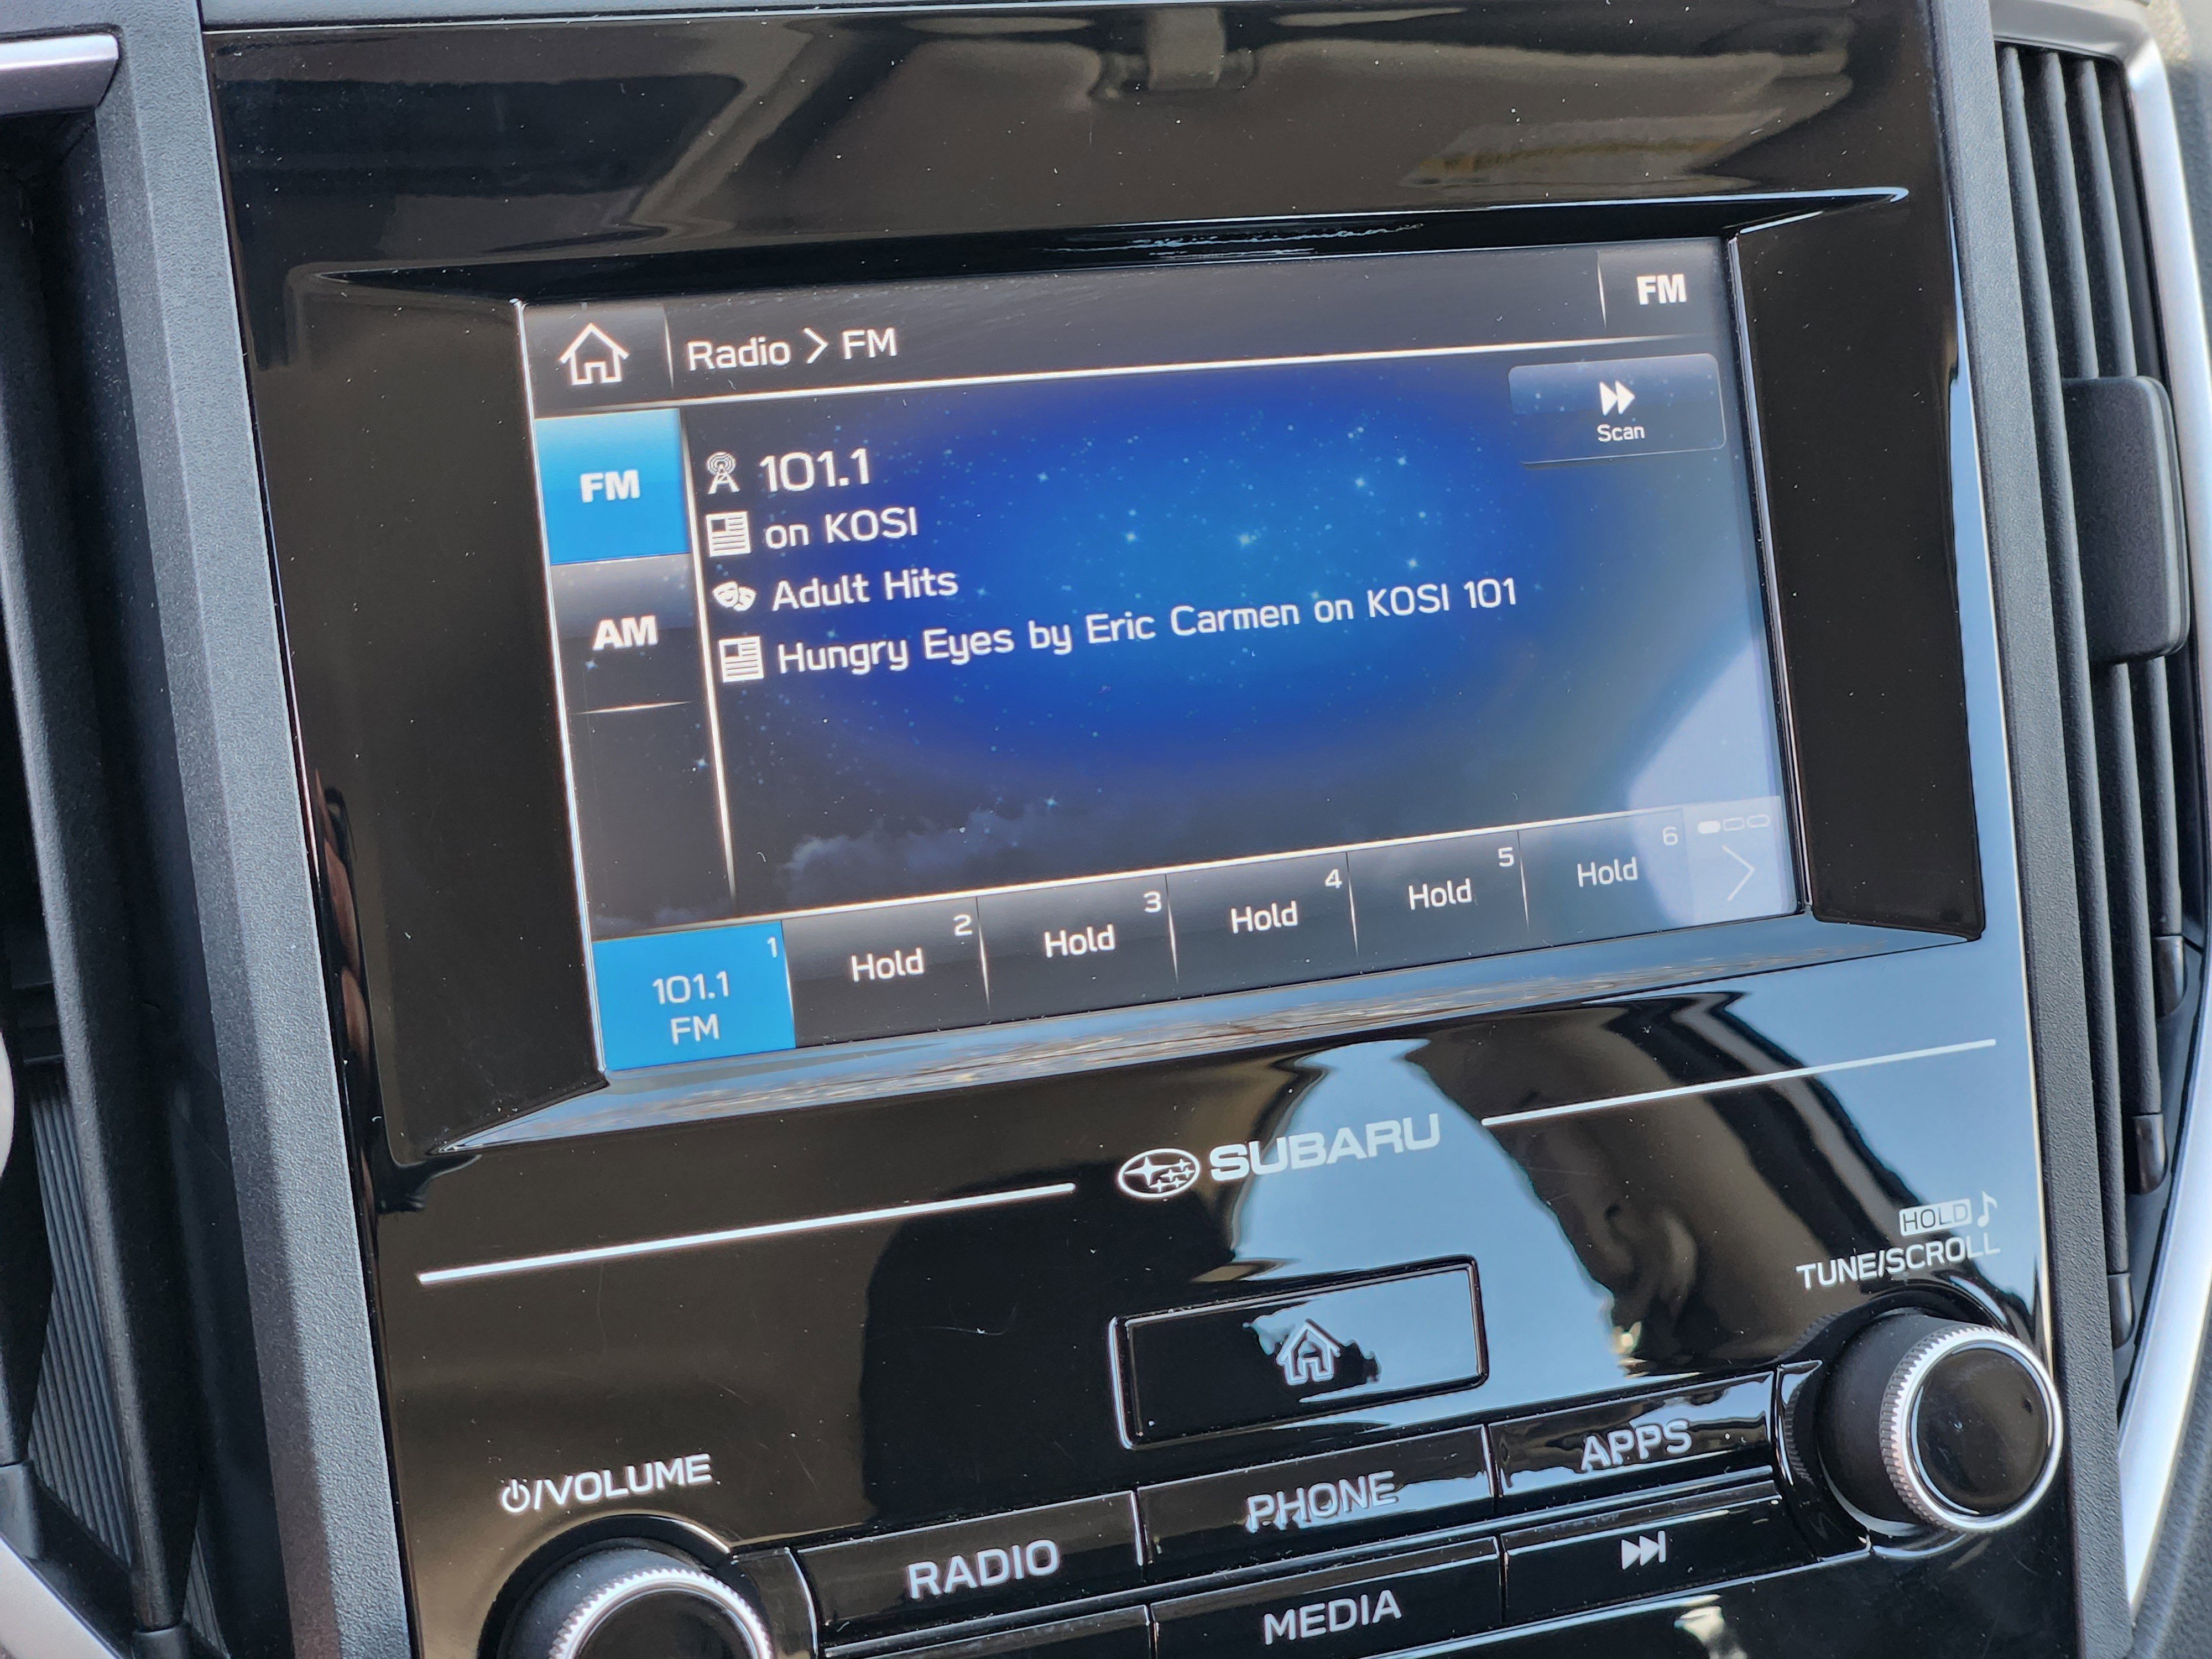 Radio > FM
FM
Scan
FM
101.1
on KOSI
Adult Hits
AM
Hungry Eyes by Eric Carmen on KOSI 101
1
101.1
FM
2
Hold
3
Hold
4
Hold
5
Hold
6
Hold
SUBARU
HOLD
TUNE/SCROLL
/VOLUME
RADIO
PHONE
APPS
MEDIA